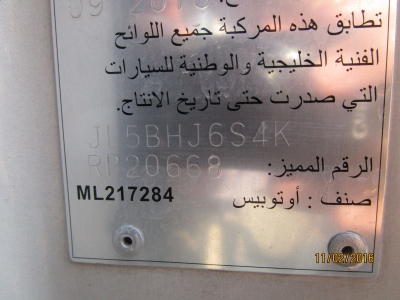 تطابق هذه المركبة جميع اللوائح
الفنية الخليجية والوطنية للسيارات
التي صدرت حتى تاريخ الانتاج.
RP20668
الرقم المميز:
صنف : أوتوبيس
ML217284
11/02/2016